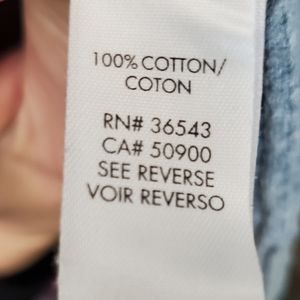 100% COTTON/
COTON
RN# 36543
CA# 50900
SEE REVERSE
VOIR REVERSO